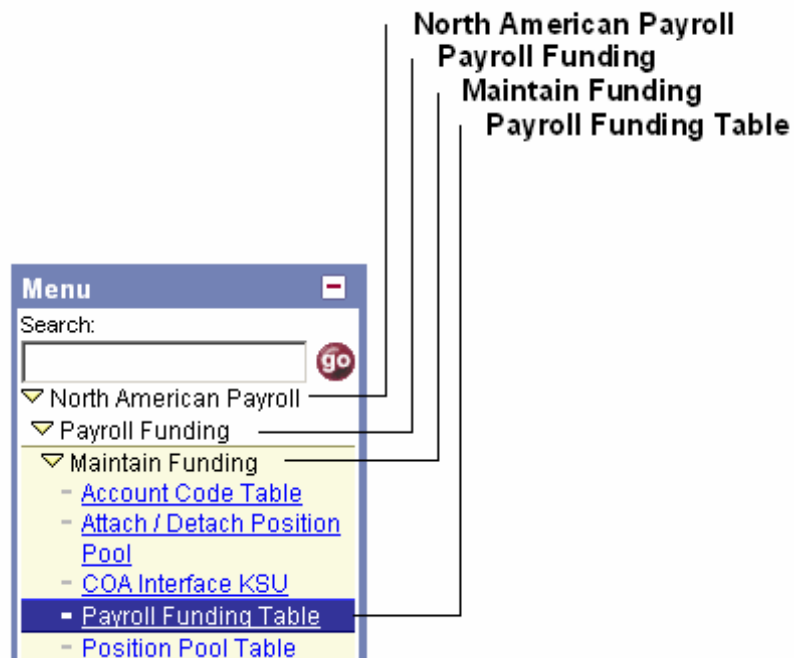 North American Payroll
Payroll Funding
Maintain Funding
Payroll Funding Table
Menu
Search:
go
North American Payroll
Payroll Funding
Maintain Funding
- Account Code Table
- Attach / Detach Position
Pool
- COA Interface KSU
- Payroll Funding Table
- Position Pool Table